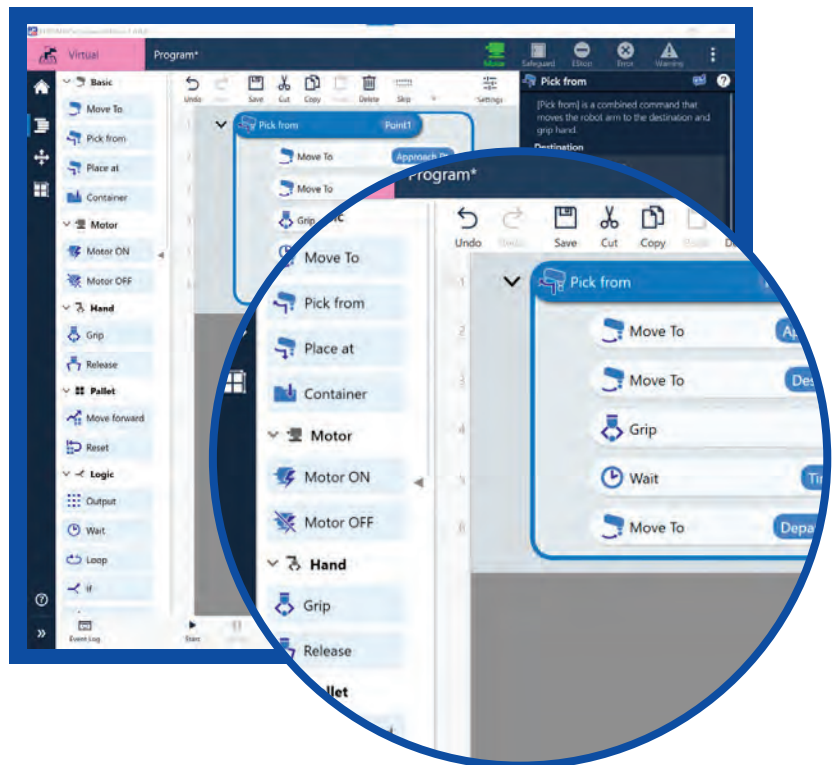 Virtual
Program*
Motor
Safeguard
EStop
Error
Warning
Basic
Move To
Pick from
Place at
Container
Motor
Motor ON
Motor OFF
Hand
Grip
Release
Pallet
Move forward
Reset
Logic
Output
Wait
Loop
if
Event Log
Undo
Save
Cut
Copy
Delete
Skip
Settings
Pick from
Point1
Move To
Approach
Move To
Grip
Start
Pick from
[Pick from] is a combined command that
moves the robot arm to the destination and
grip hand.
Destination
Program*
Undo
Save
Cut
Copy
Move To
Pick from
Place at
Container
Motor
Motor ON
Motor OFF
Hand
Grip
Release
1
Pick from
2
Move To
3
Move To
4
Grip
Wait
Move To